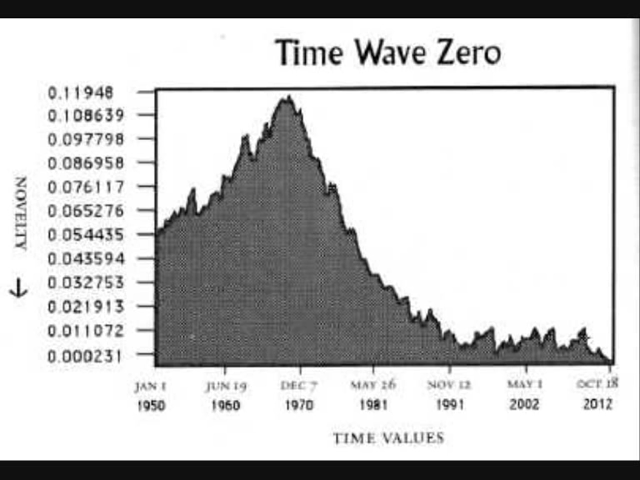 Time Wave Zero
0.11948
0.108639
0.097798
0.086958
0.076117
0.065276
0.054435
0.043594
0.032753
0.021913
0.011072
0.000231
NOVELTY
JAN 1 JUN 19 DEC 7 MAY 26 NOV 12 MAY 1 OCT 18
1950 1960 1970 1981 1991 2002 2012
TIME VALUES